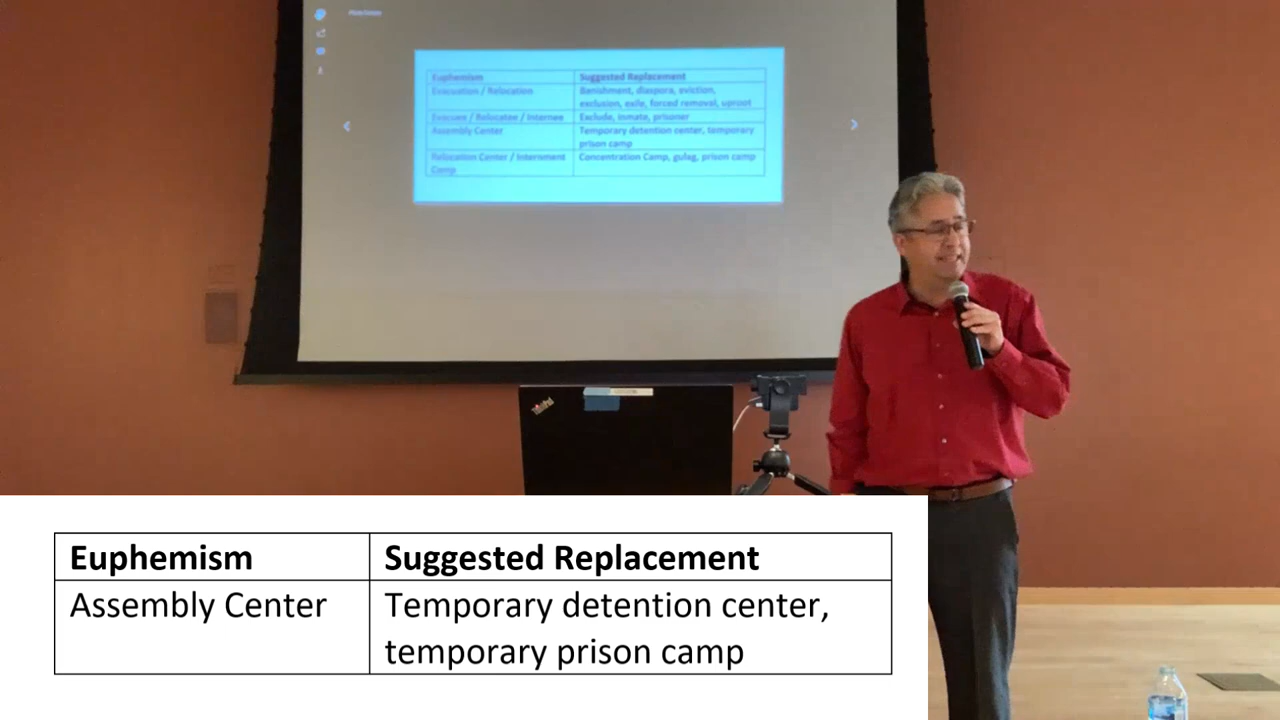 Euphemism Suggested Replacement
Evacuation / Relocation Banishment, diaspora, eviction,
exclusion, exile, forced removal, uproot
Evacuee / Relocatee / Internee Exclude, inmate, prisoner
Assembly Center Temporary detention center, temporary
prison camp
Relocation Center / Internment Concentration Camp, gulag, prison camp
Camp
Euphemism Suggested Replacement
Assembly Center Temporary detention center,
temporary prison camp